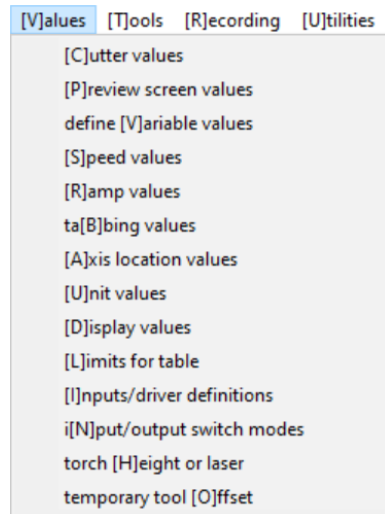 [V]alues [T]ools [R]ecording [U]tilities
[C]utter values
[P]review screen values
define [V]ariable values
[S]peed values
[R]amp values
ta[B]bing values
[A]xis location values
[U]nit values
[D]isplay values
[L]imits for table
[I]nputs/driver definitions
i[N]put/output switch modes
torch [H]eight or laser
temporary tool [O]ffset